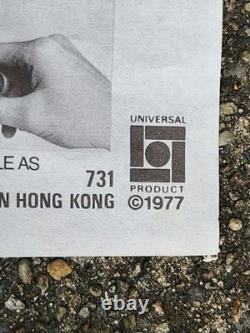 UNIVERSAL
PRODUCT
LE AS
731
N HONG KONG ©1977